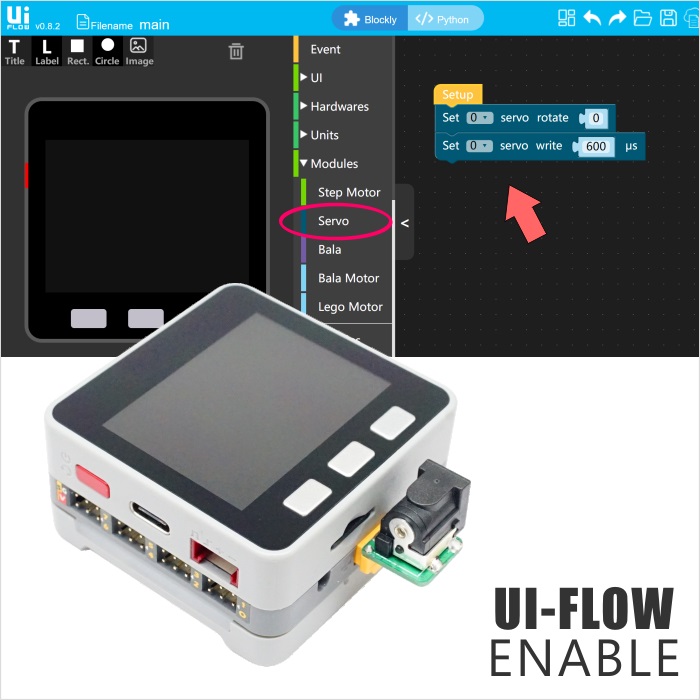 Ui
FLOW v0.8.2
Filename main
Blockly
Python
T
Title
L
Label
Rect.
Circle
Image
Event
UI
Hardwares
Units
Modules
Step Motor
Servo
Bala
Bala Motor
Lego Motor
<
Setup
Set 0 servo rotate 0
Set 0 servo write 600 μs
UI-FLOW
ENABLE